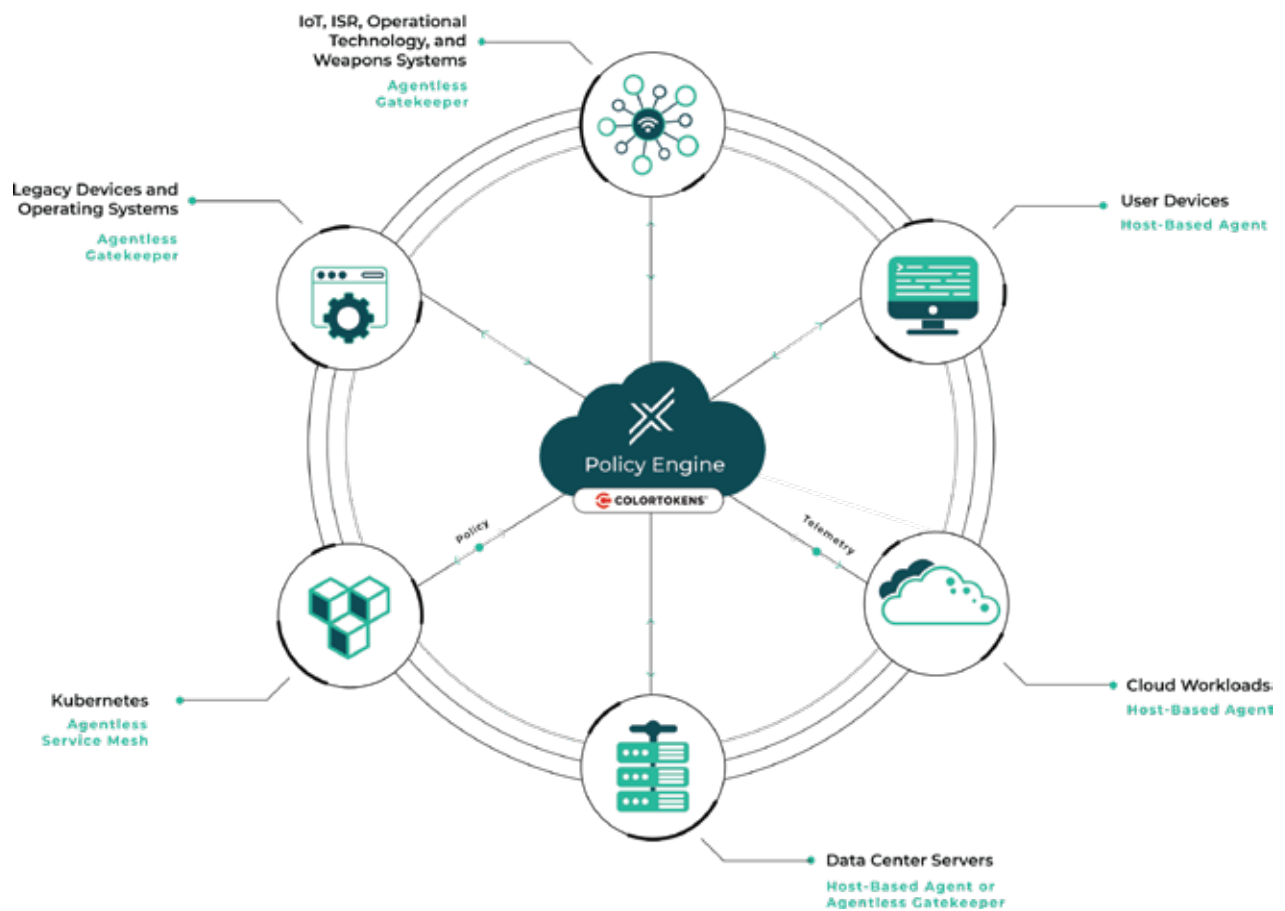 IoT, ISR, Operational
Technology, and
Weapons Systems
Agentless
Gatekeeper
Legacy Devices and
Operating Systems
Agentless
Gatekeeper
User Devices
Host-Based Agent
Policy Engine
COLORTOKENS
Policy
Telemetry
Kubernetes
Agentless
Service Mesh
Cloud Workloads
Host-Based Agent
Data Center Servers
Host-Based Agent or
Agentless Gatekeeper